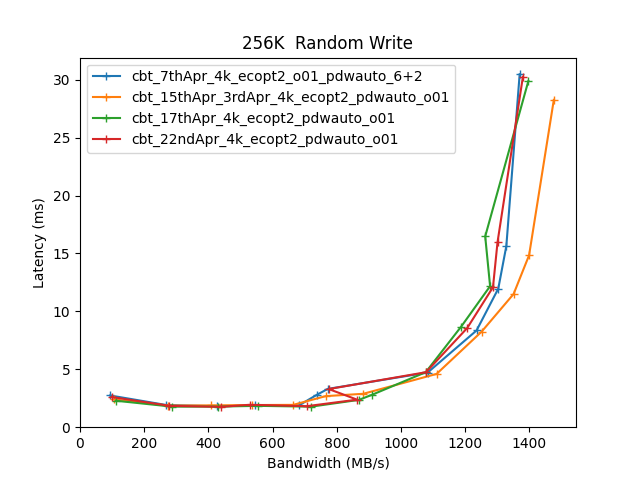 256K  Random Write
cbt_7thApr_4k_ecopt2_o01_pdwauto_6+2
cbt_15thApr_3rdApr_4k_ecopt2_pdwauto_o01
cbt_17thApr_4k_ecopt2_pdwauto_o01
cbt_22ndApr_4k_ecopt2_pdwauto_o01
Latency (ms)
30
25
20
15
10
5
0
0 200 400 600 800 1000 1200 1400
Bandwidth (MB/s)